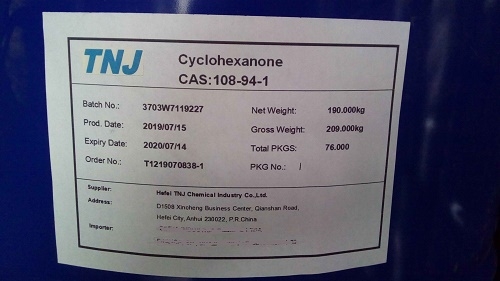 TNJ
Cyclohexanone
CAS:108-94-1
Batch No.: 3703W7119227 Net Weight: 190.000kg
Prod. Date: 2019/07/15 Gross Weight: 209.000kg
Expiry Date: 2020/07/14 Total PKGS: 76.000
Order No.: T1219070838-1 PKG No.: /
Supplier: Hefei TNJ Chemical Industry Co.,Ltd.
Address: D1508 Xincheng Business Center, Qianshan Road,
Hefei City, Anhui 230022, P.R.China
Importer: